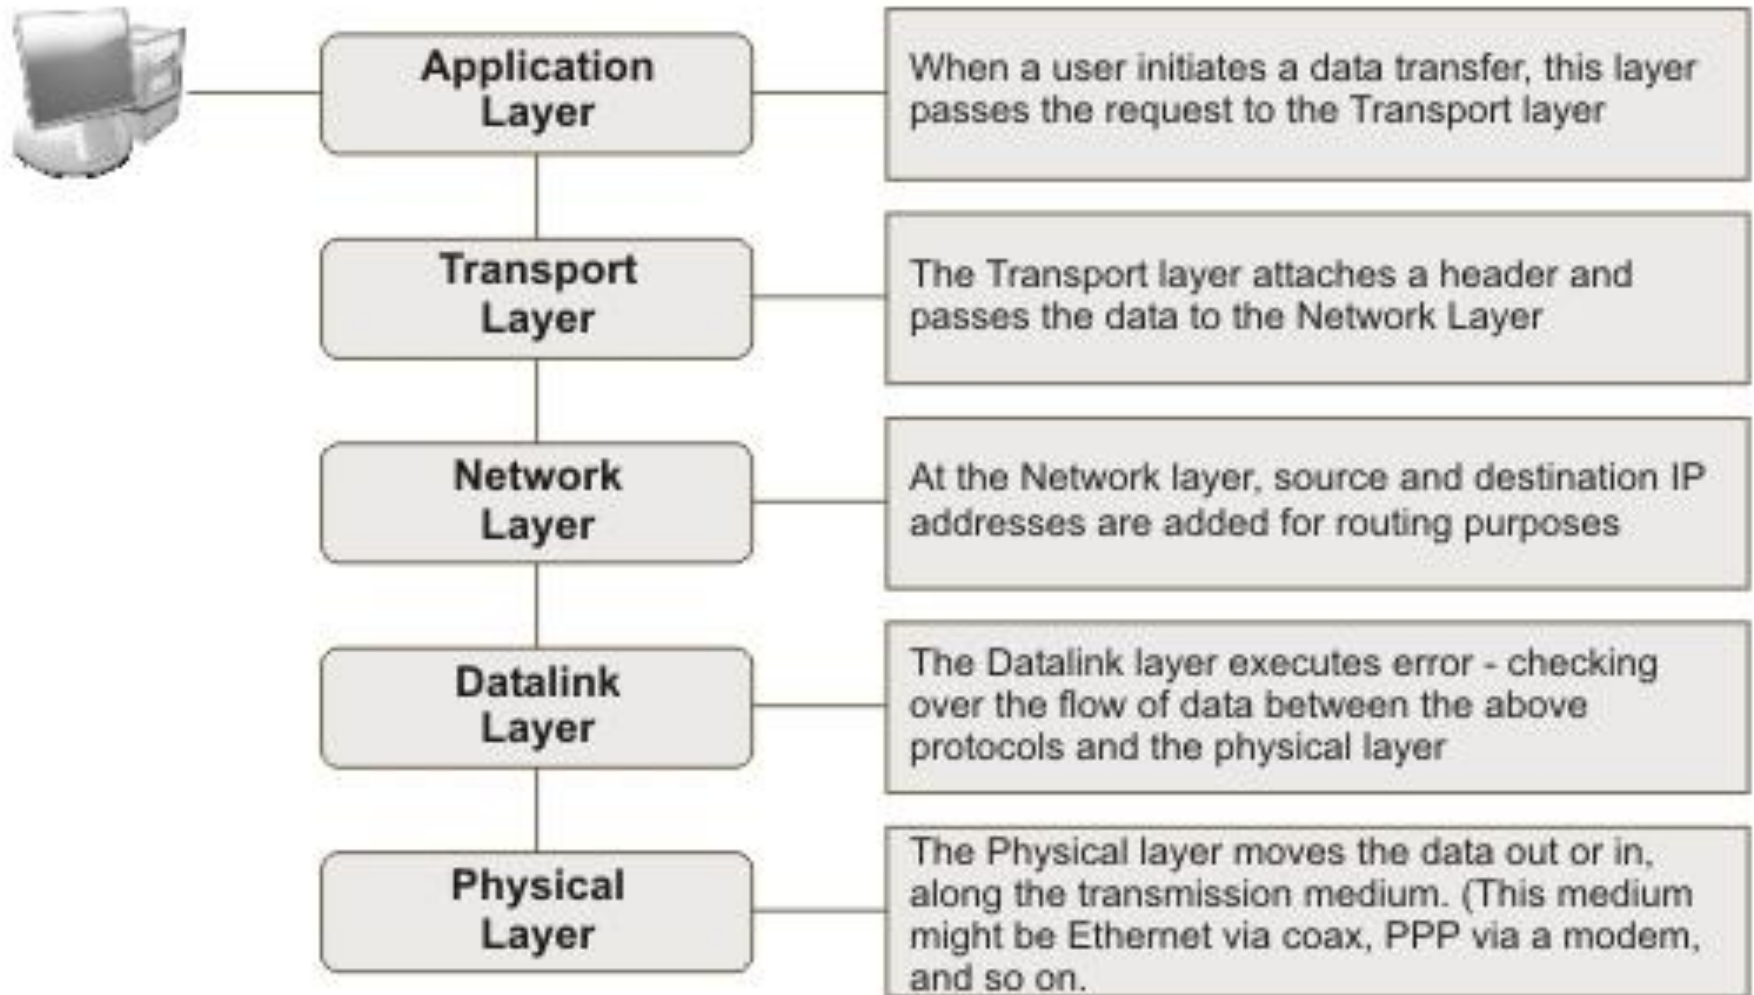 Application
Layer
When a user initiates a data transfer, this layer
passes the request to the Transport layer
Transport
Layer
The Transport layer attaches a header and
passes the data to the Network Layer
Network
Layer
At the Network layer, source and destination IP
addresses are added for routing purposes
Datalink
Layer
The Datalink layer executes error - checking
over the flow of data between the above
protocols and the physical layer
Physical
Layer
The Physical layer moves the data out or in,
along the transmission medium. (This medium
might be Ethernet via coax, PPP via a modem,
and so on.